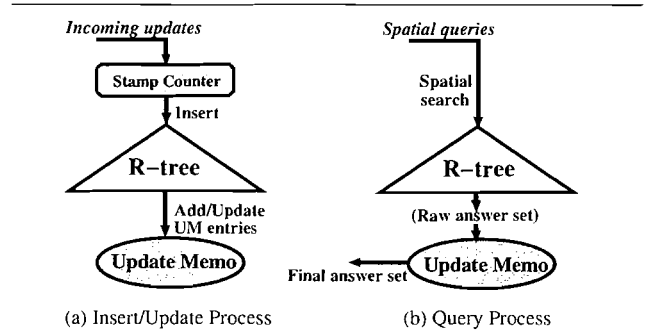 Incoming updates
Stamp Counter
Insert
R-tree
Add/Update
UM entries
Update Memo
(a) Insert/Update Process
Spatial queries
Spatial
search
R-tree
(Raw answer set)
Update Memo
Final answer set
(b) Query Process